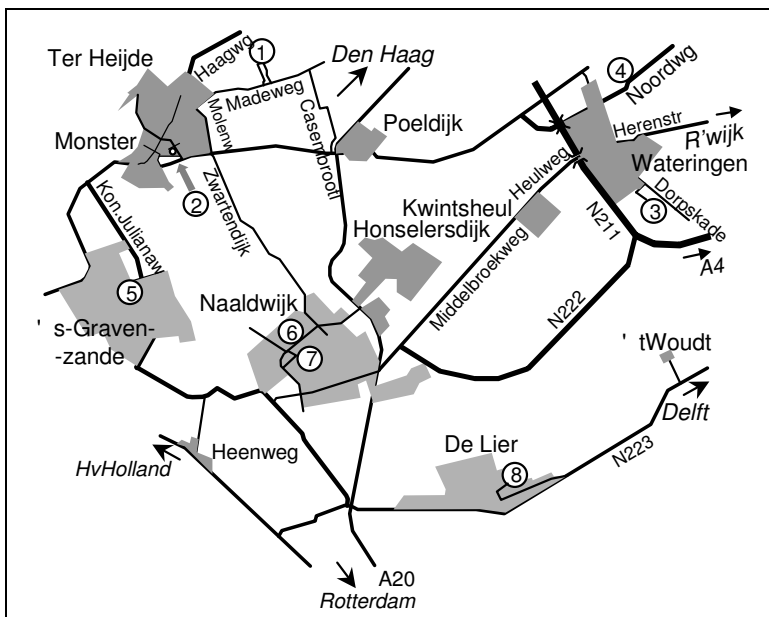 Ter Heijde
Haagwg
1
Den Haag
4
Noordwg
Madeweg
Molenw
Casembrootl
Poeldijk
Herenstr
R'wijk
Monster
Wateringen
Heulweg
2
Zwartendijk
Kon.Julianaw
Kwintsheul
Honselersdijk
3
Dorpskade
N211
A4
Middelbroekweg
N222
5
Naaldwijk
6
7
' s-Graven-
-zande
' tWoudt
Delft
De Lier
N223
HvHolland
Heenweg
8
A20
Rotterdam